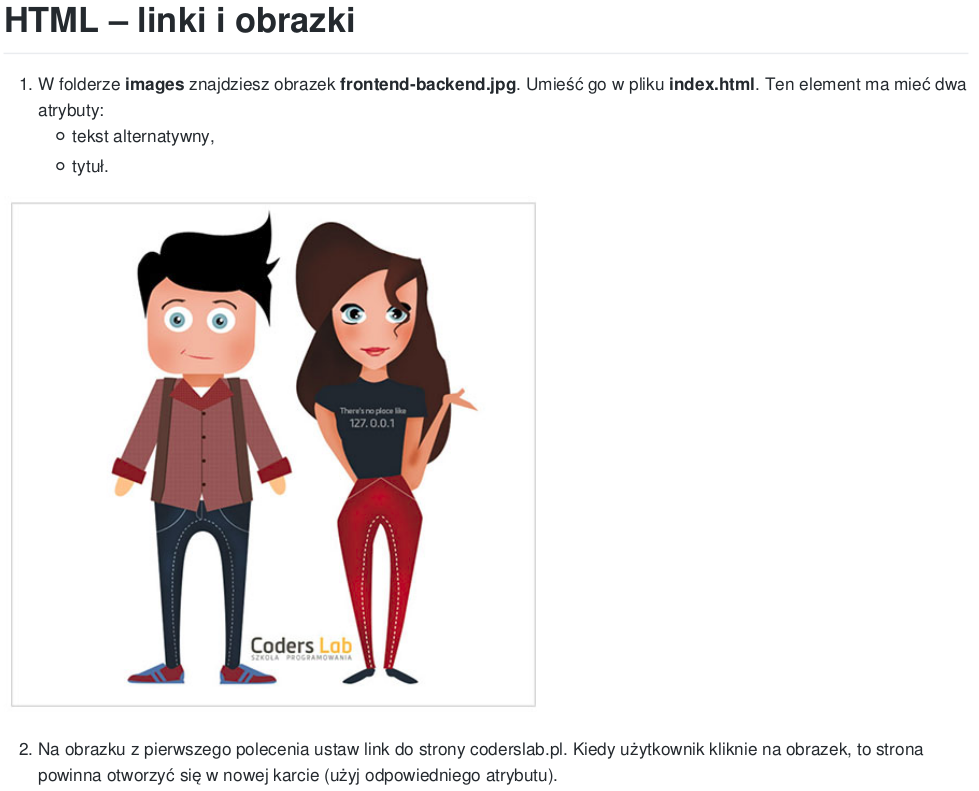 HTML – linki i obrazki
1. W folderze images znajdziesz obrazek frontend-backend.jpg. Umieść go w pliku index.html. Ten element ma mieć dwa
atrybuty:
tekst alternatywny,
tytuł.
There's no place like
127. 0.0.1
Coders Lab
SZKOŁA PROGRAMOWANIA
2. Na obrazku z pierwszego polecenia ustaw link do strony coderslab.pl. Kiedy użytkownik kliknie na obrazek, to strona
powinna otworzyć się w nowej karcie (użyj odpowiedniego atrybutu).